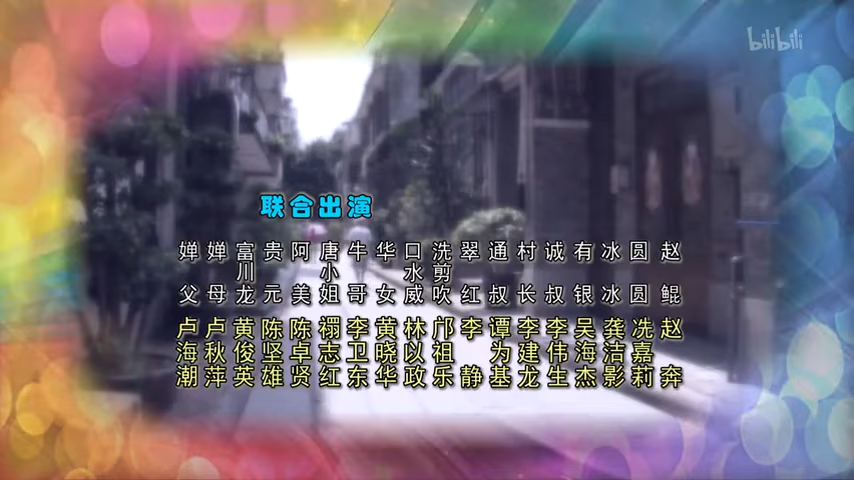 bilibili
联合出演
婵父 卢海潮
婵母 卢秋萍
富川龙 黄俊英
贵元 陈坚雄
阿美 陈卓贤
唐小姐 禤志红
牛哥 李卫东
华女 黄晓华
口水威 林以政
洗剪吹 邝祖乐
翠红 李静
通叔 谭为基
村长 李建龙
诚叔 李伟生
有银 吴海杰
冰冰 龚洁影
圆圆 冼嘉莉
赵鲲 赵奔